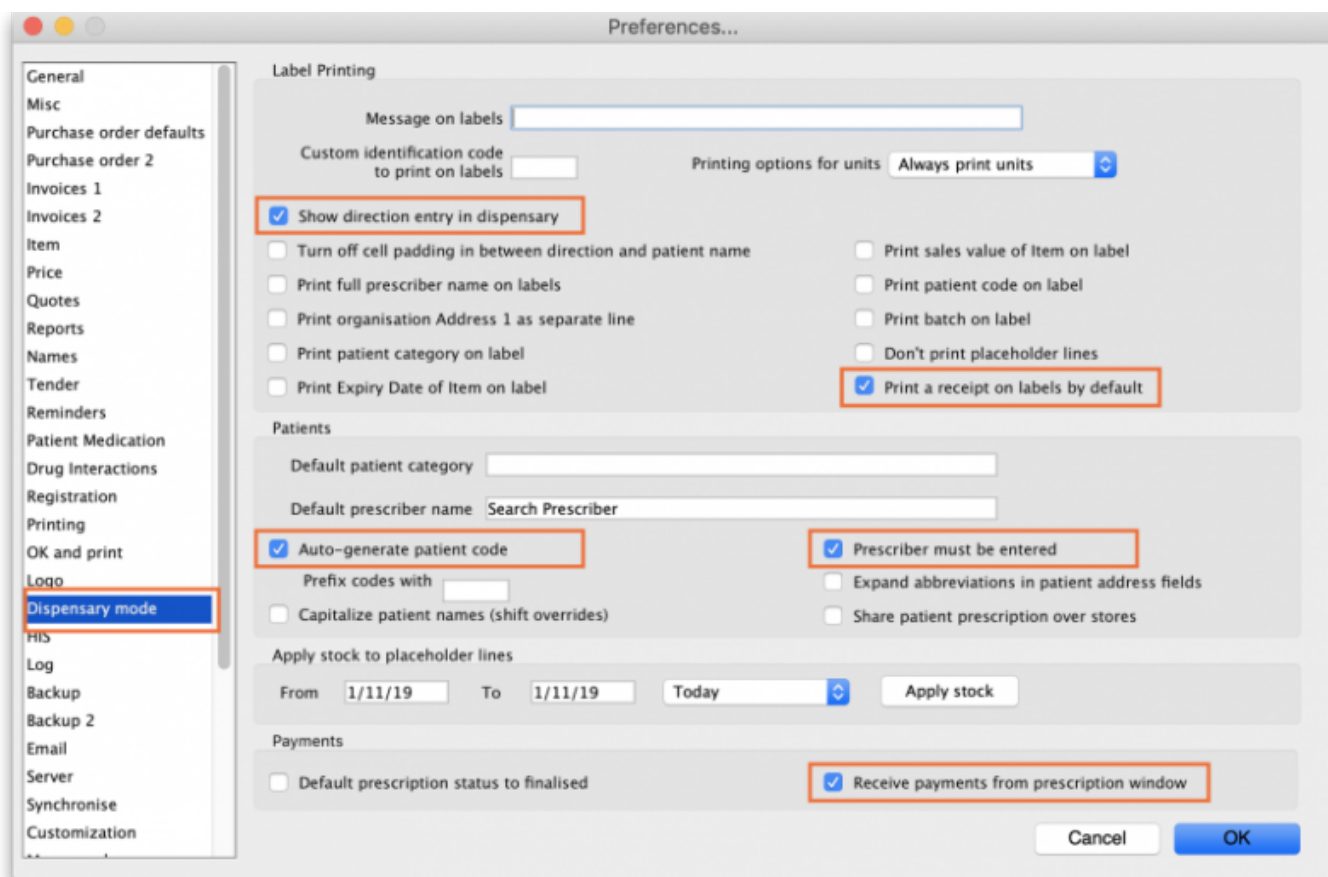 Preferences...
General
Misc
Purchase order defaults
Purchase order 2
Invoices 1
Invoices 2
Item
Price
Quotes
Reports
Names
Tender
Reminders
Patient Medication
Drug Interactions
Registration
Printing
OK and print
Logo
Dispensary mode
HIS
Log
Backup
Backup 2
Email
Server
Synchronise
Customization
Label Printing
Message on labels
Custom identification code
to print on labels
Printing options for units Always print units
Show direction entry in dispensary
Turn off cell padding in between direction and patient name
Print sales value of Item on label
Print full prescriber name on labels
Print patient code on label
Print organisation Address 1 as separate line
Print batch on label
Print patient category on label
Don't print placeholder lines
Print Expiry Date of Item on label
Print a receipt on labels by default
Patients
Default patient category
Default prescriber name Search Prescriber
Auto-generate patient code
Prescriber must be entered
Prefix codes with
Expand abbreviations in patient address fields
Capitalize patient names (shift overrides)
Share patient prescription over stores
Apply stock to placeholder lines
From 1/11/19 To 1/11/19 Today Apply stock
Payments
Default prescription status to finalised
Receive payments from prescription window
Cancel OK